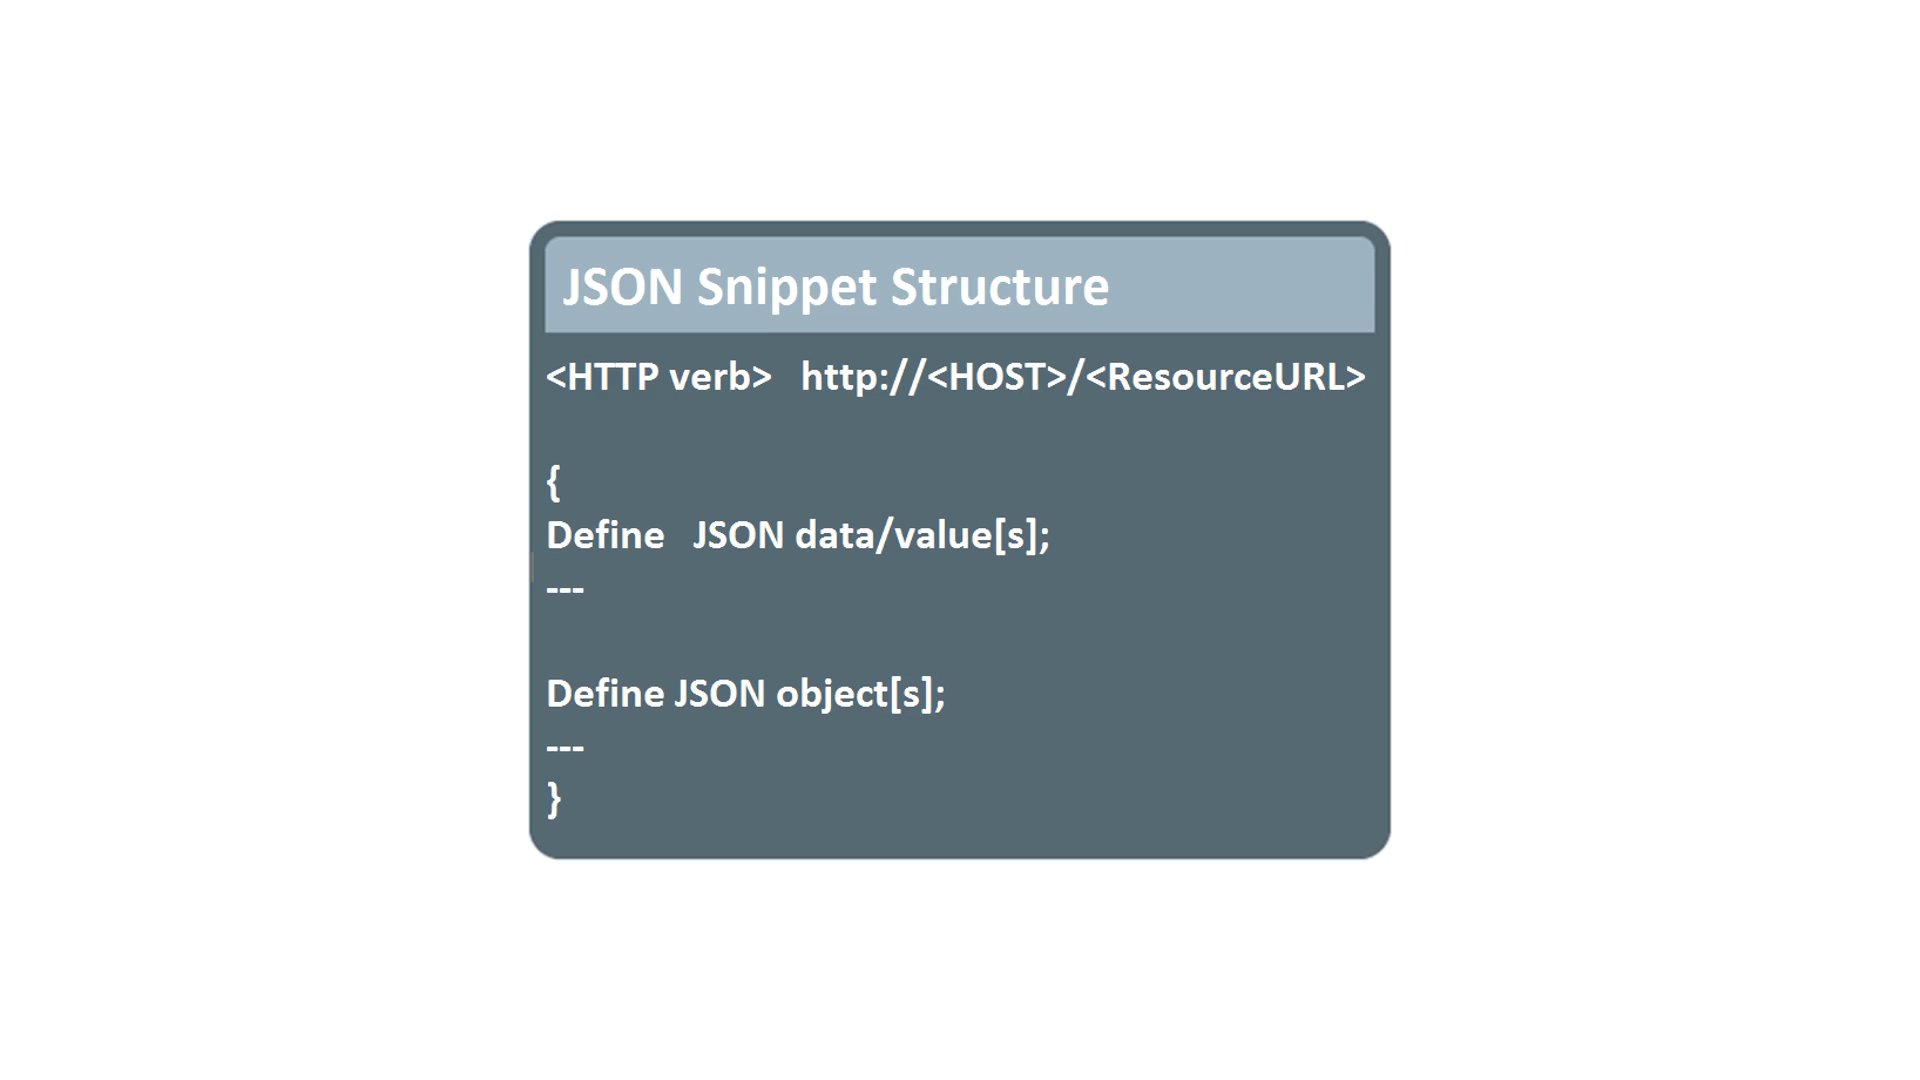 JSON Snippet Structure
<HTTP verb>   http://<HOST>/<ResourceURL>
{
Define   JSON data/value[s];
---
Define JSON object[s];
---
}